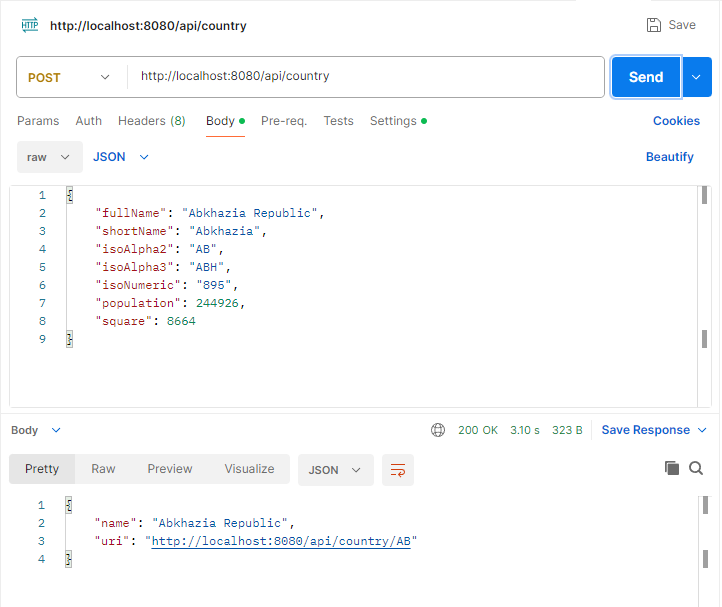 HTTP http://localhost:8080/api/country Save
POST http://localhost:8080/api/country Send
Params Auth Headers (8) Body Pre-req. Tests Settings Cookies
raw JSON Beautify
1 {
2 "fullName": "Abkhazia Republic",
3 "shortName": "Abkhazia",
4 "isoAlpha2": "AB",
5 "isoAlpha3": "ABH",
6 "isoNumeric": "895",
7 "population": 244926,
8 "square": 8664
9 }
Body 200 OK 3.10 s 323 B Save Response
Pretty Raw Preview Visualize JSON
1 {
2 "name": "Abkhazia Republic",
3 "uri": "http://localhost:8080/api/country/AB"
4 }